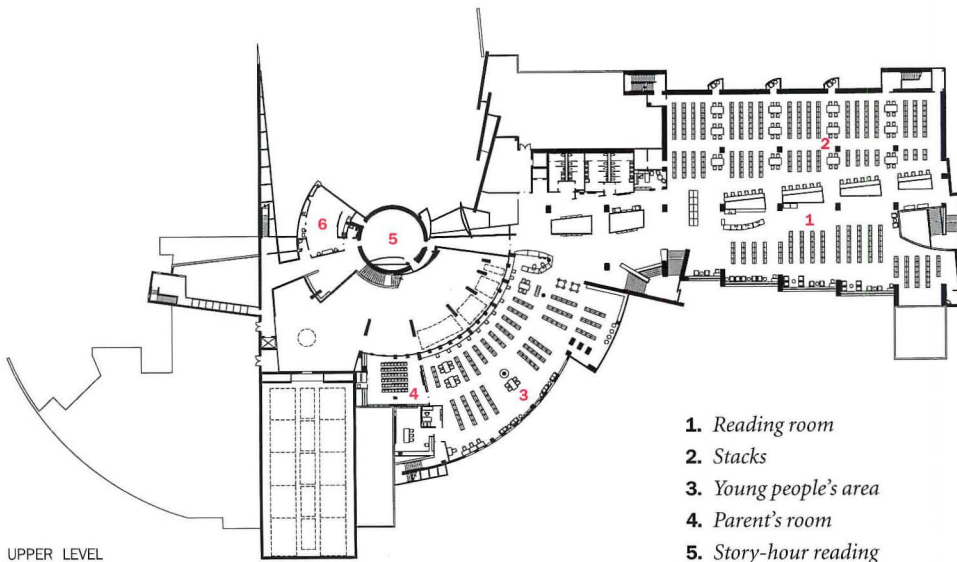 6
5
2
1
4
3
1. Reading room
2. Stacks
3. Young people's area
4. Parent's room
5. Story-hour reading
UPPER LEVEL